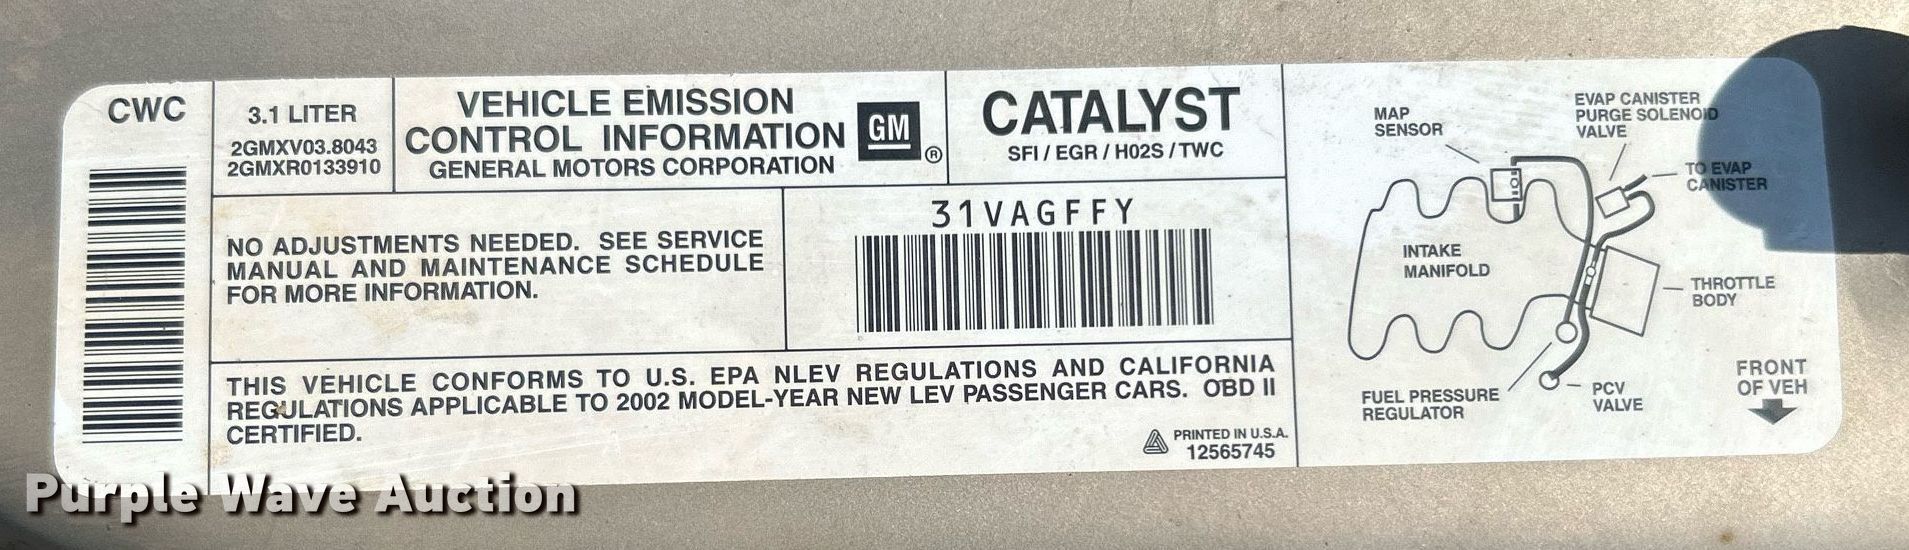 CWC
3.1 LITER
2GMXV03.8043
2GMXR0133910
VEHICLE EMISSION
CONTROL INFORMATION
GENERAL MOTORS CORPORATION
GM
®
CATALYST
SFI / EGR / H02S / TWC
NO ADJUSTMENTS NEEDED. SEE SERVICE
MANUAL AND MAINTENANCE SCHEDULE
FOR MORE INFORMATION.
31VAGFFY
THIS VEHICLE CONFORMS TO U.S. EPA NLEV REGULATIONS AND CALIFORNIA
REGULATIONS APPLICABLE TO 2002 MODEL-YEAR NEW LEV PASSENGER CARS. OBD II
CERTIFIED.
PRINTED IN U.S.A.
12565745
MAP
SENSOR
EVAP CANISTER
PURGE SOLENOID
VALVE
TO EVAP
CANISTER
INTAKE
MANIFOLD
THROTTLE
BODY
FUEL PRESSURE
REGULATOR
PCV
VALVE
FRONT
OF VEH
Purple Wave Auction